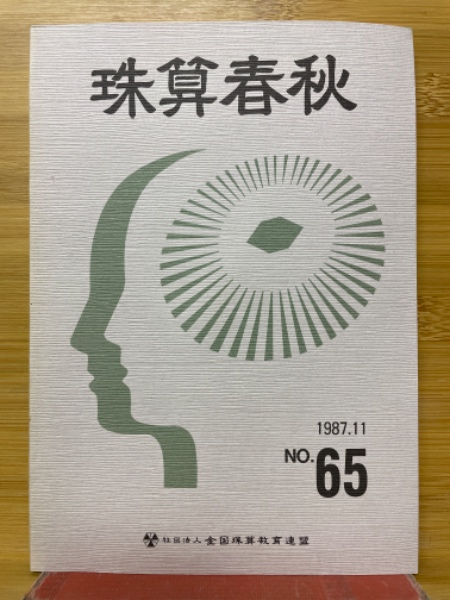 珠算春秋
1987.11
NO.65
社団法人 全国珠算教育連盟